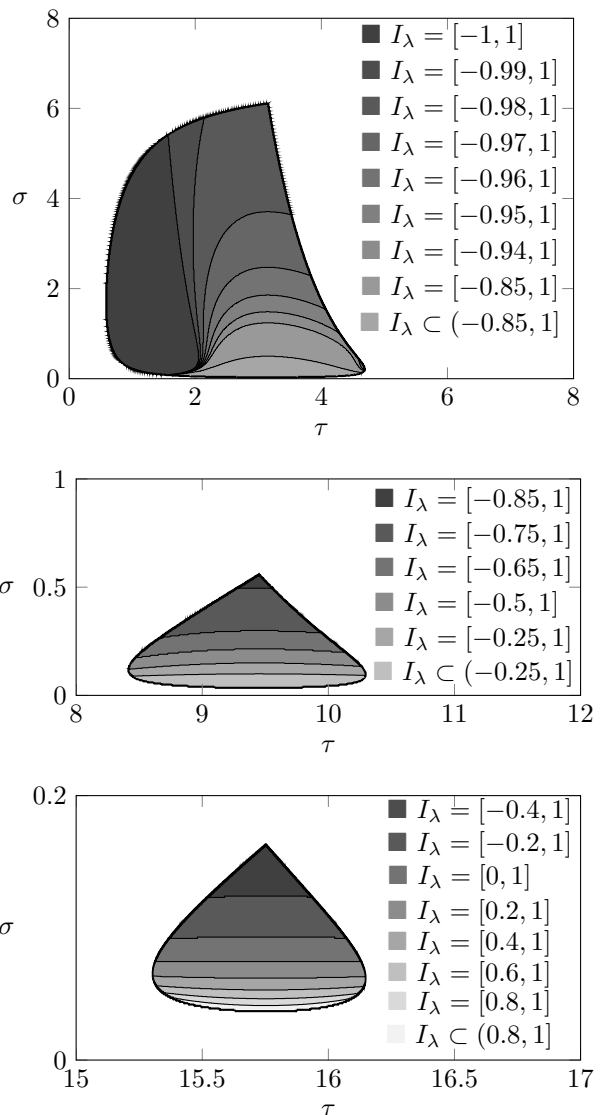 I_λ = [−1, 1]
I_λ = [−0.99, 1]
I_λ = [−0.98, 1]
I_λ = [−0.97, 1]
I_λ = [−0.96, 1]
I_λ = [−0.95, 1]
I_λ = [−0.94, 1]
I_λ = [−0.85, 1]
I_λ ⊂ (−0.85, 1]
8
6
4
2
0
σ
0 2 4 6 8
τ
I_λ = [−0.85, 1]
I_λ = [−0.75, 1]
I_λ = [−0.65, 1]
I_λ = [−0.5, 1]
I_λ = [−0.25, 1]
I_λ ⊂ (−0.25, 1]
1
0.5
0
σ
8 9 10 11 12
τ
I_λ = [−0.4, 1]
I_λ = [−0.2, 1]
I_λ = [0, 1]
I_λ = [0.2, 1]
I_λ = [0.4, 1]
I_λ = [0.6, 1]
I_λ = [0.8, 1]
I_λ ⊂ (0.8, 1]
0.2
0
σ
15 15.5 16 16.5 17
τ